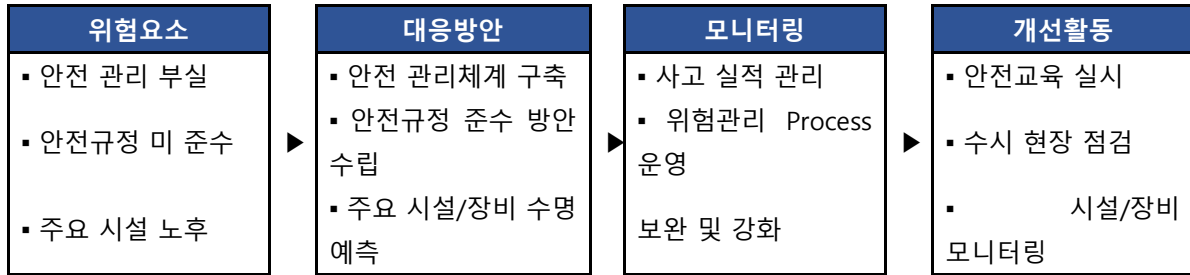 위험요소
▪ 안전 관리 부실
▪ 안전규정 미 준수
▪ 주요 시설 노후
▶
대응방안
▪ 안전 관리체계 구축
▪ 안전규정 준수 방안
수립
▪ 주요 시설/장비 수명
예측
▶
모니터링
▪ 사고 실적 관리
▪ 위험관리 Process
운영
보완 및 강화
▶
개선활동
▪ 안전교육 실시
▪ 수시 현장 점검
▪ 시설/장비
모니터링